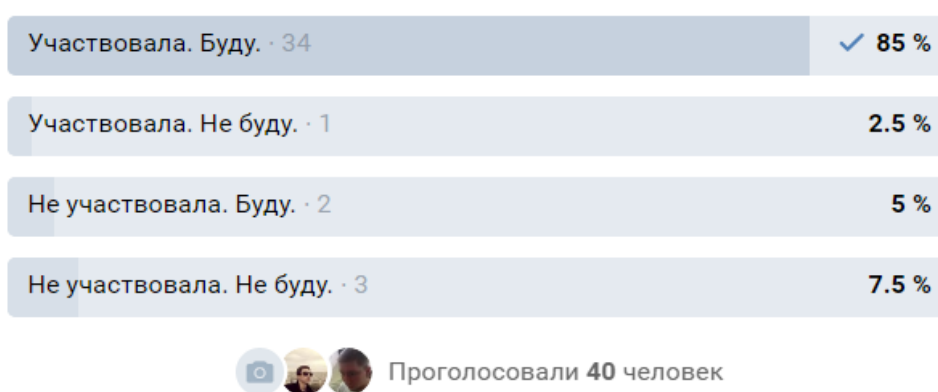 Участвовала. Буду. · 34 85 %
Участвовала. Не буду. · 1 2.5 %
Не участвовала. Буду. · 2 5 %
Не участвовала. Не буду. · 3 7.5 %
Проголосовали 40 человек